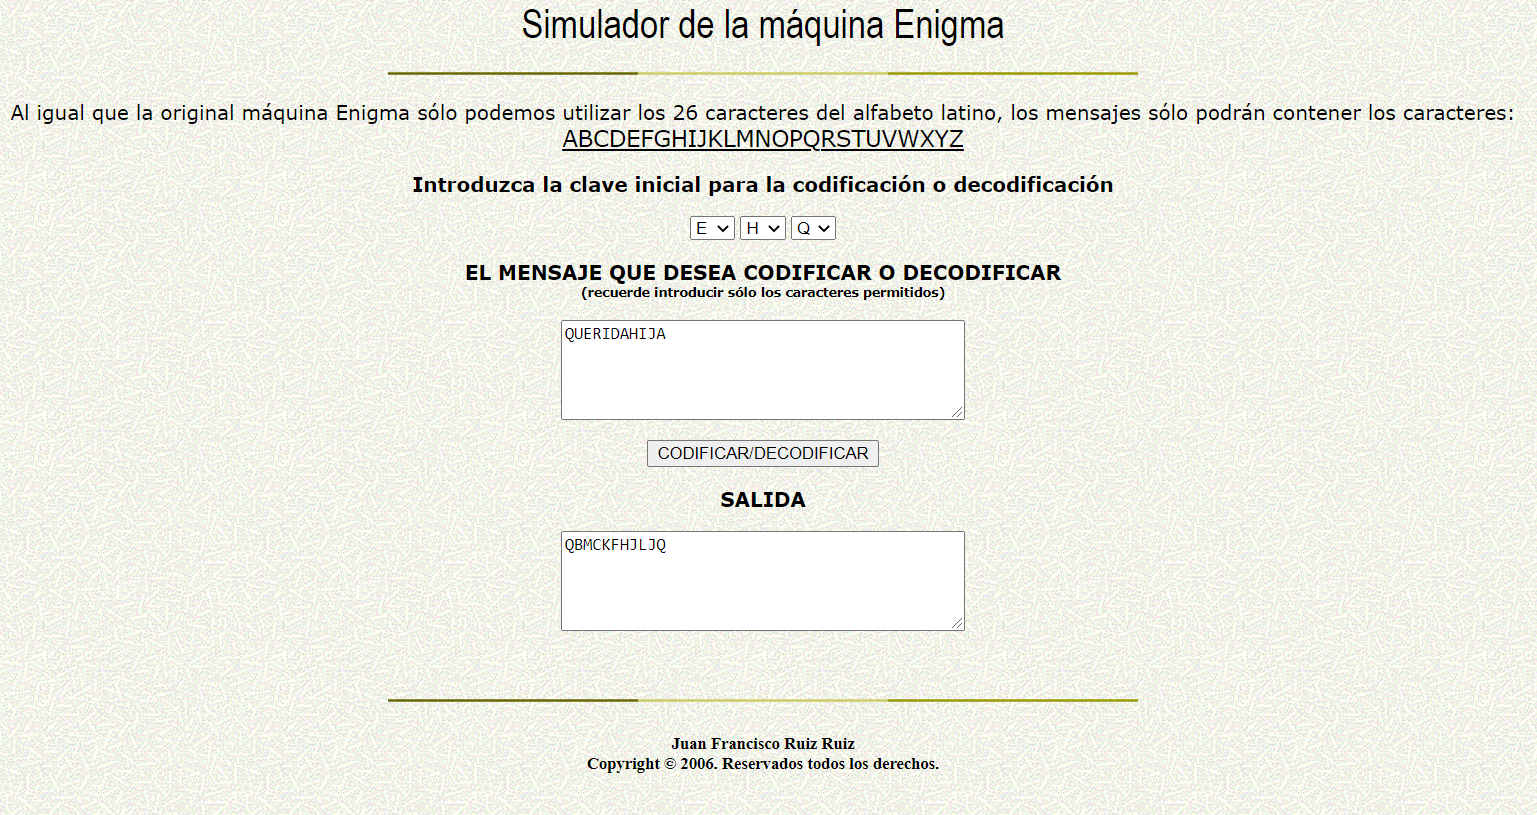 Simulador de la máquina Enigma
Al igual que la original máquina Enigma sólo podemos utilizar los 26 caracteres del alfabeto latino, los mensajes sólo podrán contener los caracteres:
ABCDEFGHIJKLMNOPQRSTUVWXYZ
Introduzca la clave inicial para la codificación o decodificación
E H Q
EL MENSAJE QUE DESEA CODIFICAR O DECODIFICAR
(recuerde introducir sólo los caracteres permitidos)
QUERIDAHIJA
CODIFICAR/DECODIFICAR
SALIDA
QBMCKFHJLJQ
Juan Francisco Ruiz Ruiz
Copyright © 2006. Reservados todos los derechos.